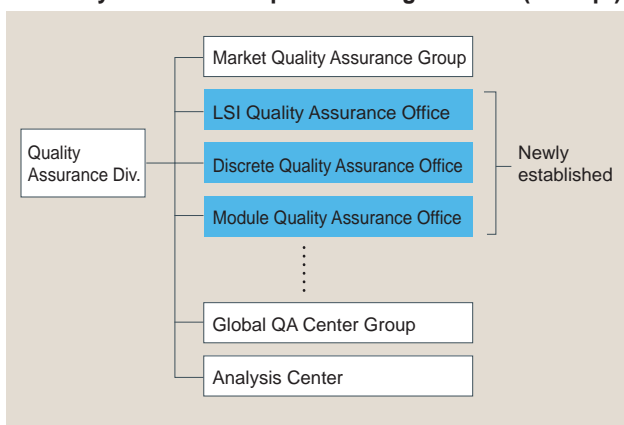 Market Quality Assurance Group
LSI Quality Assurance Office
Quality
Assurance Div.
Discrete Quality Assurance Office
Newly
established
Module Quality Assurance Office
Global QA Center Group
Analysis Center